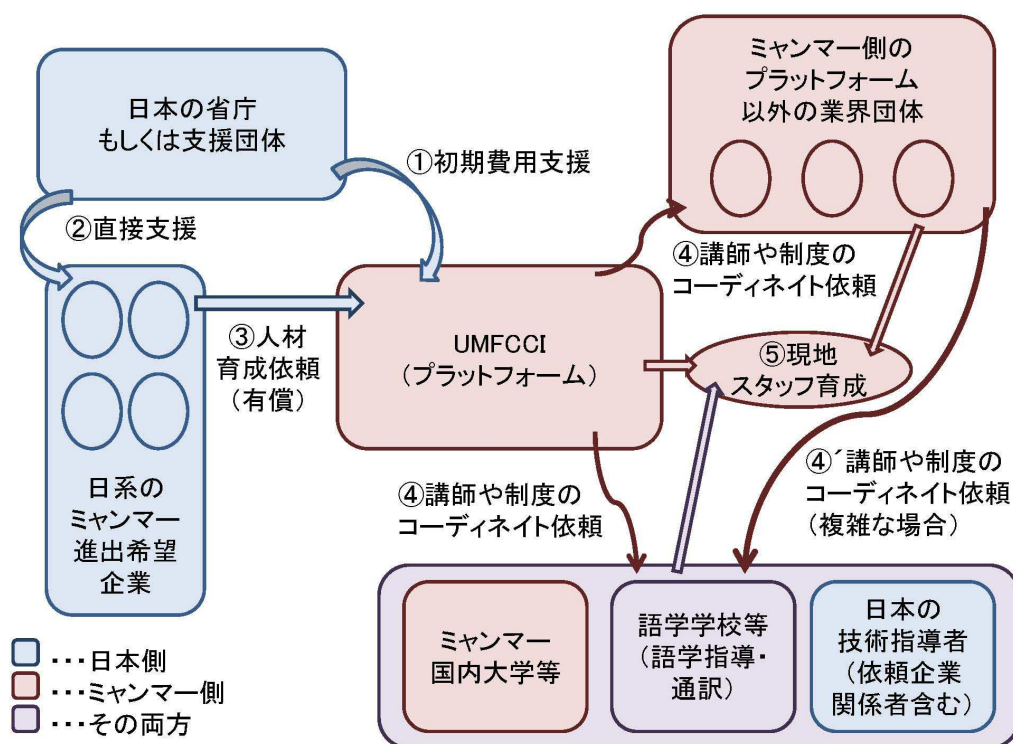 日本の省庁
もしくは支援団体
ミャンマー側の
プラットフォーム
以外の業界団体
①初期費用支援
②直接支援
④講師や制度の
コーディネイト依頼
③人材
育成依頼
(有償)
UMFCCI
(プラットフォーム)
⑤現地
スタッフ育成
日系の
ミャンマー
進出希望
企業
④講師や制度の
コーディネイト依頼
④´講師や制度の
コーディネイト依頼
(複雑な場合)
ミャンマー
国内大学等
語学学校等
(語学指導・
通訳)
日本の
技術指導者
(依頼企業
関係者含む)
・・・日本側
・・・ミャンマー側
・・・その両方